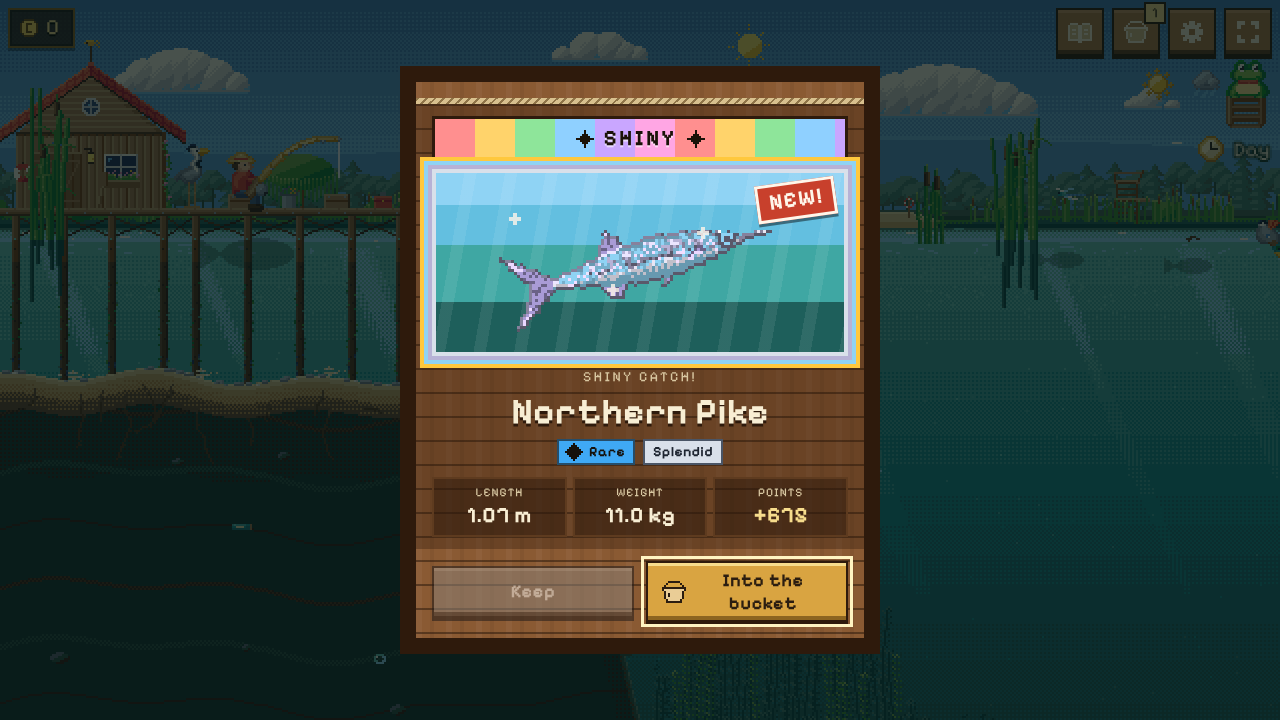 C 0
1
Day
SHINY
NEW!
SHINY CATCH!
Northern Pike
Rare
Splendid
LENGTH
1.07 m
WEIGHT
11.0 kg
POINTS
+678
Keep
Into the
bucket